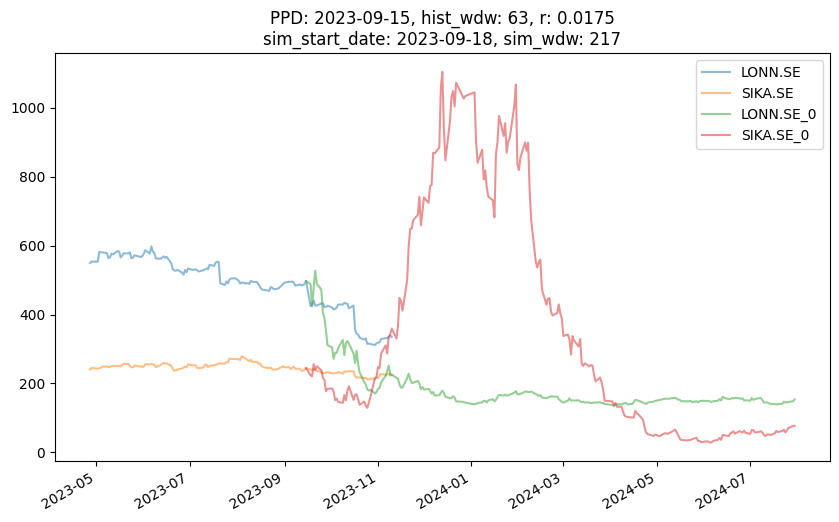 PPD: 2023-09-15, hist_wdw: 63, r: 0.0175
sim_start_date: 2023-09-18, sim_wdw: 217
LONN.SE
SIKA.SE
LONN.SE_0
SIKA.SE_0
1000
800
600
400
200
0
2023-05
2023-07
2023-09
2023-11
2024-01
2024-03
2024-05
2024-07